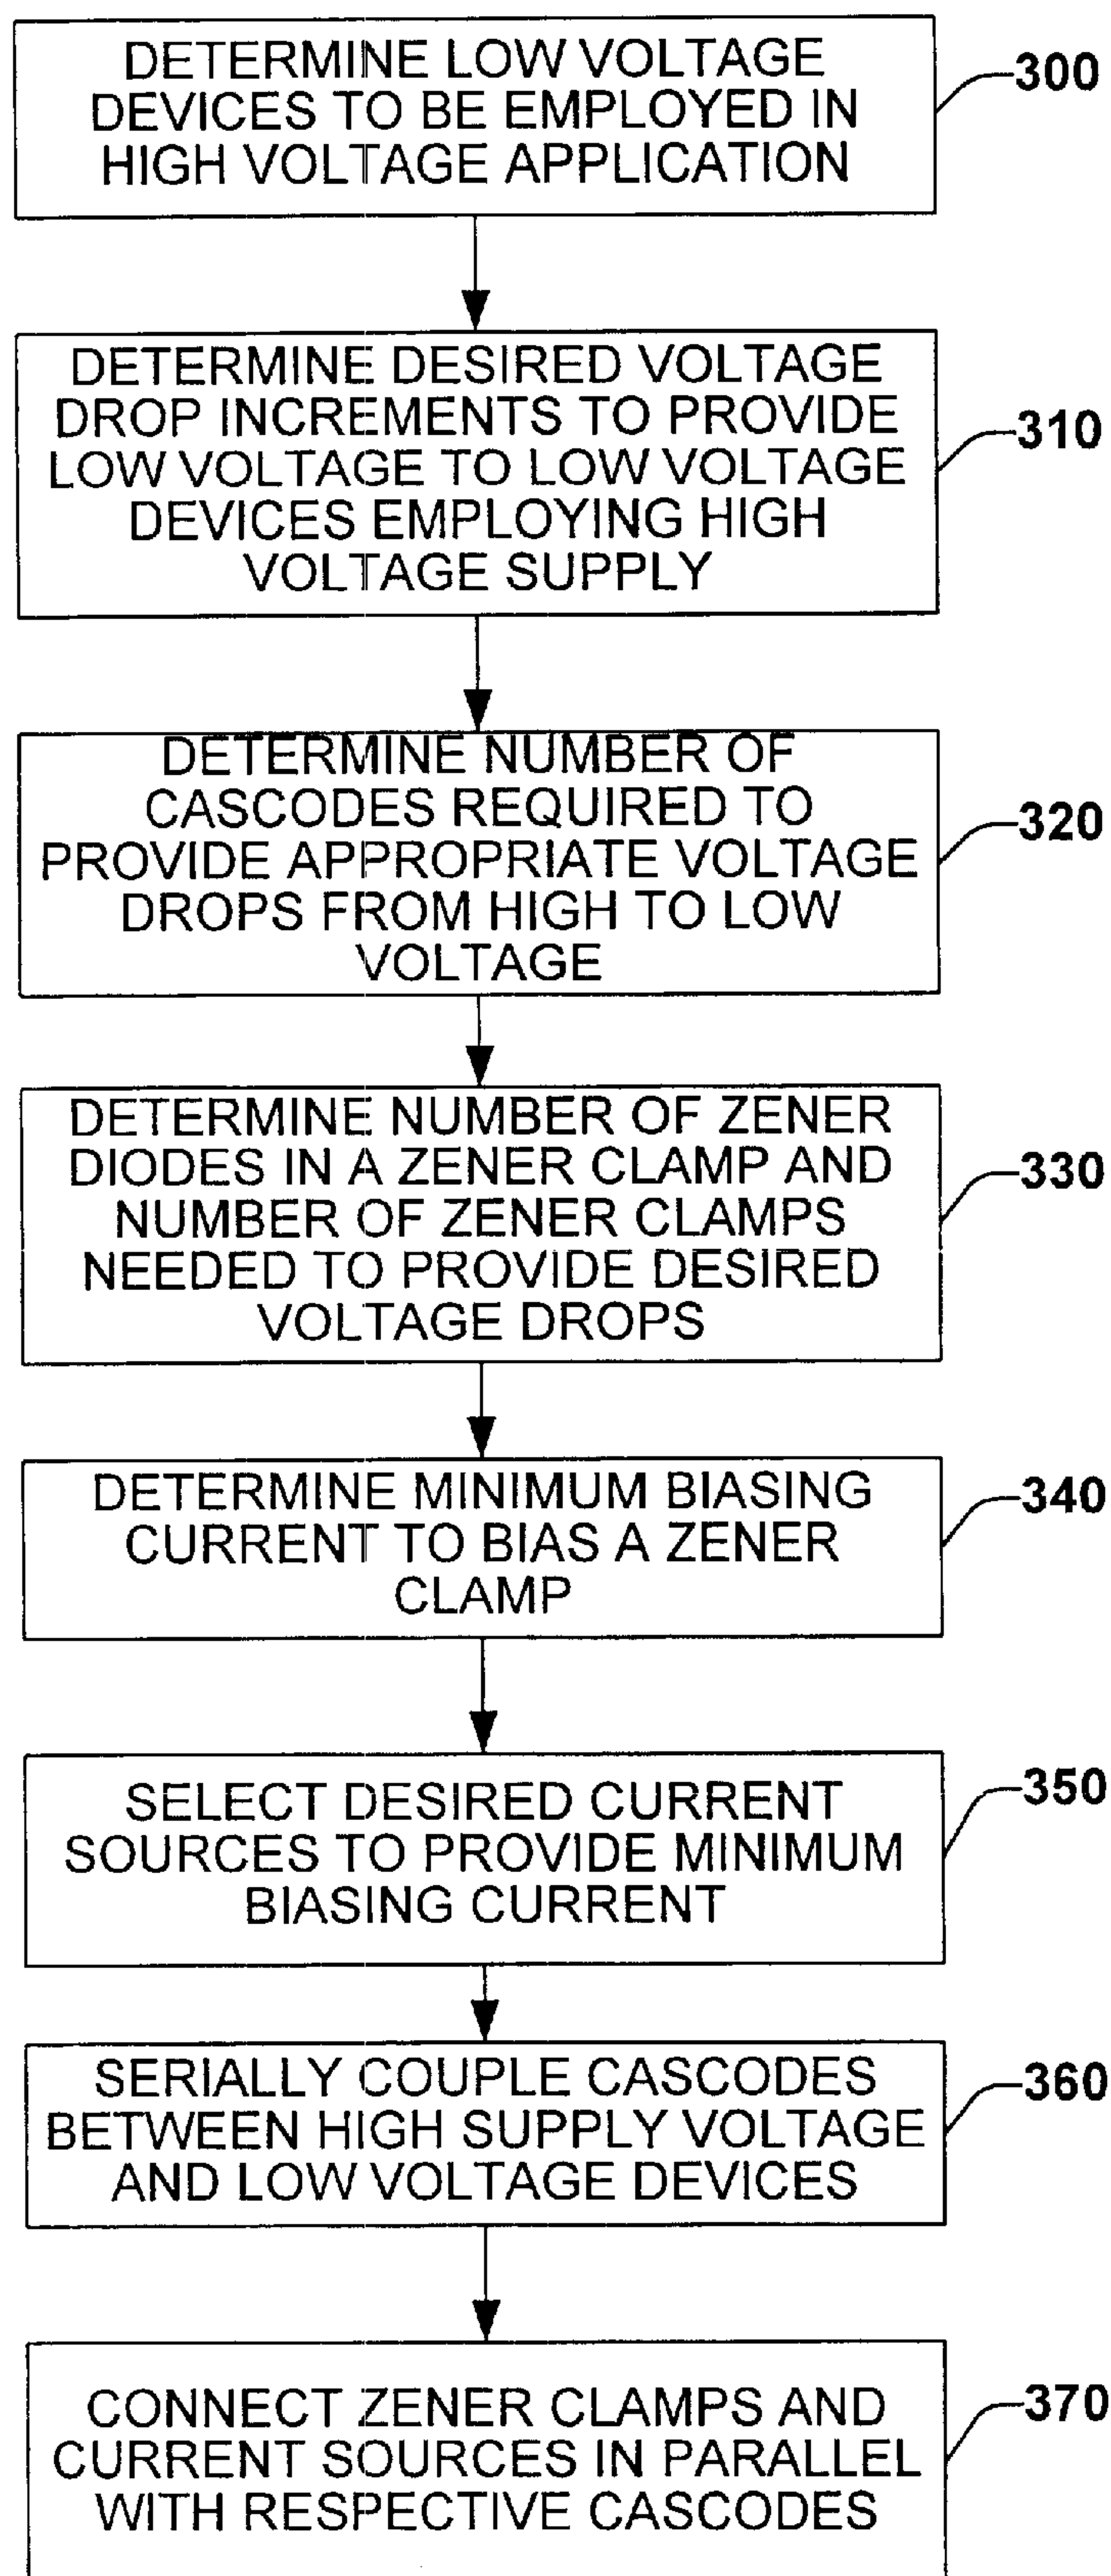 DETERMINE LOW VOLTAGE
DEVICES TO BE EMPLOYED IN
HIGH VOLTAGE APPLICATION
300
DETERMINE DESIRED VOLTAGE
DROP INCREMENTS TO PROVIDE
LOW VOLTAGE TO LOW VOLTAGE
DEVICES EMPLOYING HIGH
VOLTAGE SUPPLY
310
DETERMINE NUMBER OF
CASCODES REQUIRED TO
PROVIDE APPROPRIATE VOLTAGE
DROPS FROM HIGH TO LOW
VOLTAGE
320
DETERMINE NUMBER OF ZENER
DIODES IN A ZENER CLAMP AND
NUMBER OF ZENER CLAMPS
NEEDED TO PROVIDE DESIRED
VOLTAGE DROPS
330
DETERMINE MINIMUM BIASING
CURRENT TO BIAS A ZENER
CLAMP
340
SELECT DESIRED CURRENT
SOURCES TO PROVIDE MINIMUM
BIASING CURRENT
350
SERIALLY COUPLE CASCODES
BETWEEN HIGH SUPPLY VOLTAGE
AND LOW VOLTAGE DEVICES
360
CONNECT ZENER CLAMPS AND
CURRENT SOURCES IN PARALLEL
WITH RESPECTIVE CASCODES
370